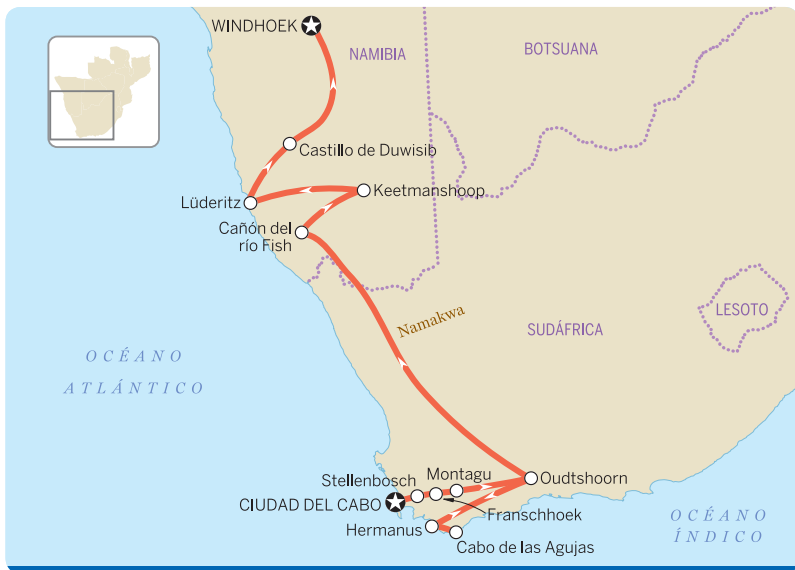 WINDHOEK
NAMIBIA
BOTSUANA
Castillo de Duwisib
Keetmanshoop
Lüderitz
Cañón del
río Fish
Namakwa
SUDÁFRICA
LESOTO
OCÉANO
ATLÁNTICO
Stellenbosch
Montagu
Oudtshoorn
CIUDAD DEL CABO
Franschhoek
Hermanus
Cabo de las Agujas
OCÉANO
ÍNDICO